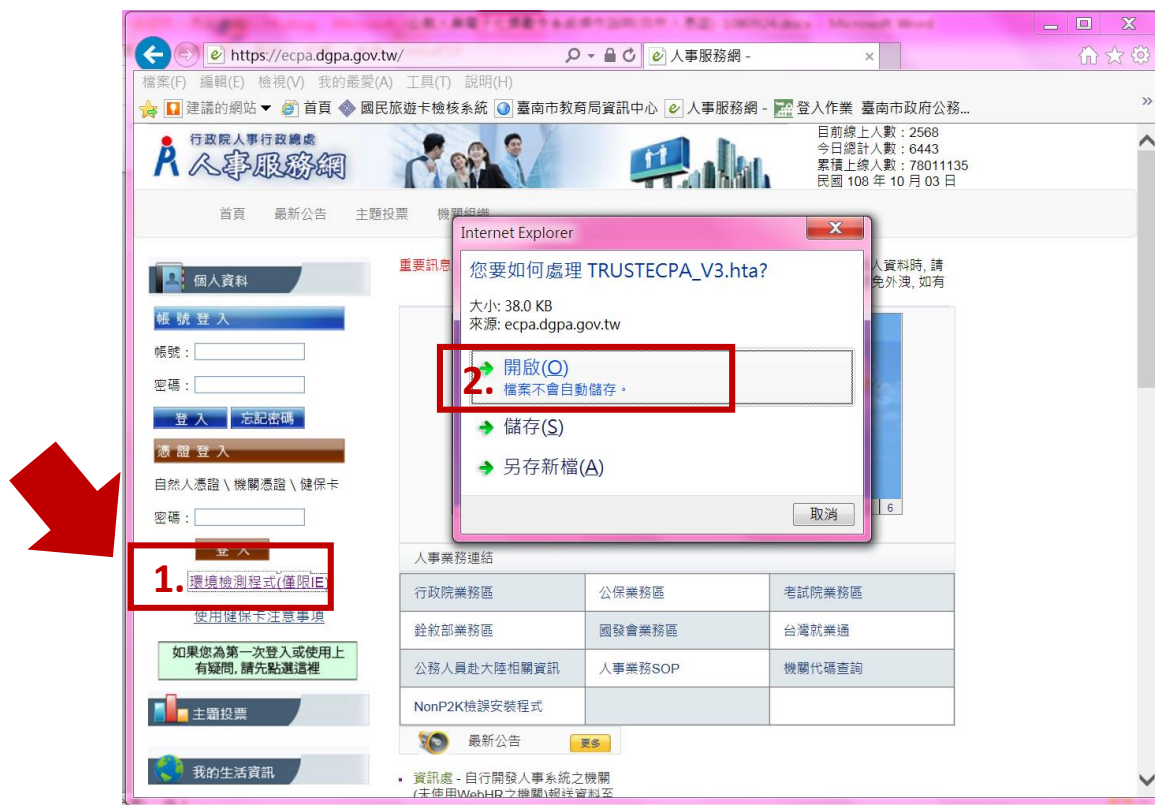 https://ecpa.dgpa.gov.tw/
人事服務網 -
檔案(F) 編輯(E) 檢視(V) 我的最愛(A) 工具(T) 說明(H)
建議的網站 首頁 國民旅遊卡檢核系統 臺南市教育局資訊中心 人事服務網 - 登入作業 臺南市政府公務...
行政院人事行政總處
人事服務網
目前線上人數：2568
今日總計人數：6443
累積上線人數：78011135
民國 108 年 10 月 03 日
首頁 最新公告 主題投票 機關組織
個人資料
帳 號 登 入
帳號：
密碼：
登 入 忘記密碼
憑 證 登 入
自然人憑證 \ 機關憑證 \ 健保卡
密碼：
登 入
1. 環境檢測程式(僅限IE)
使用健保卡注意事項
如果您為第一次登入或使用上
有疑問, 請先點選這裡
主題投票
我的生活資訊
重要訊息
人資料時, 請
免外洩, 如有
Internet Explorer
您要如何處理 TRUSTECPA_V3.hta?
大小: 38.0 KB
來源: ecpa.dgpa.gov.tw
2. 開啟(O)
檔案不會自動儲存。
儲存(S)
另存新檔(A)
取消
6
人事業務連結
行政院業務區 公保業務區 考試院業務區
銓敘部業務區 國發會業務區 台灣就業通
公務人員赴大陸相關資訊 人事業務SOP 機關代碼查詢
NonP2K檢誤安裝程式
最新公告 更多
資訊處 - 自行開發人事系統之機關
(未使用WebHR之機關)報送資料至